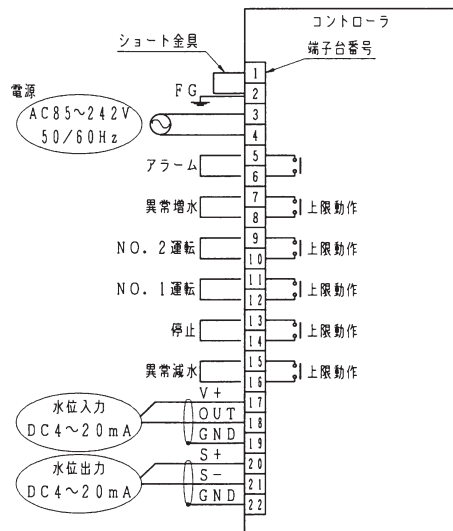 コントローラ
ショート金具
端子台番号
1
FG
2
電源
AC85~242V
50/60Hz
3
4
アラーム
5
6
異常増水
7
8
上限動作
NO.2運転
9
10
上限動作
NO.1運転
11
12
上限動作
停止
13
14
上限動作
異常減水
15
16
上限動作
水位入力
DC4~20mA
V+
17
OUT
18
GND
19
水位出力
DC4~20mA
S+
20
S-
21
GND
22